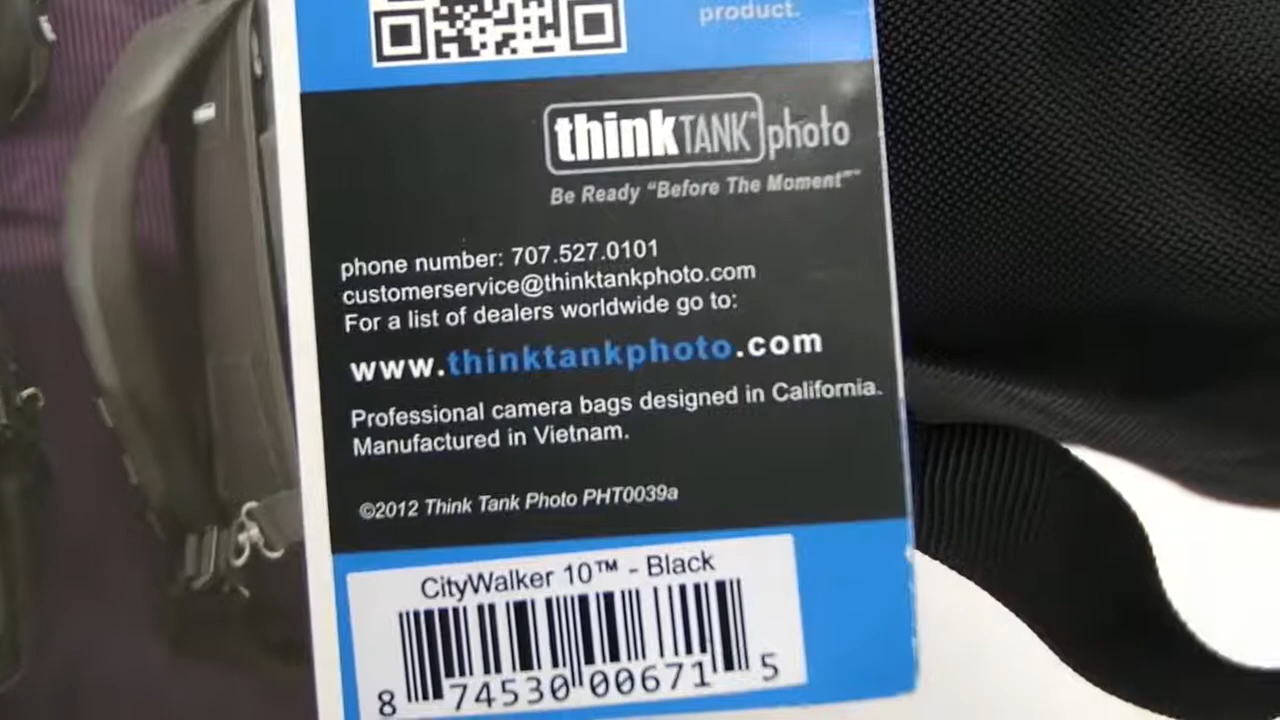 product.
thinkTANK™ photo
Be Ready “Before The Moment”™
phone number: 707.527.0101
customerservice@thinktankphoto.com
For a list of dealers worldwide go to:
www.thinktankphoto.com
Professional camera bags designed in California.
Manufactured in Vietnam.
©2012 Think Tank Photo PHT0039a
CityWalker 10™ - Black
8 74530 00671 5